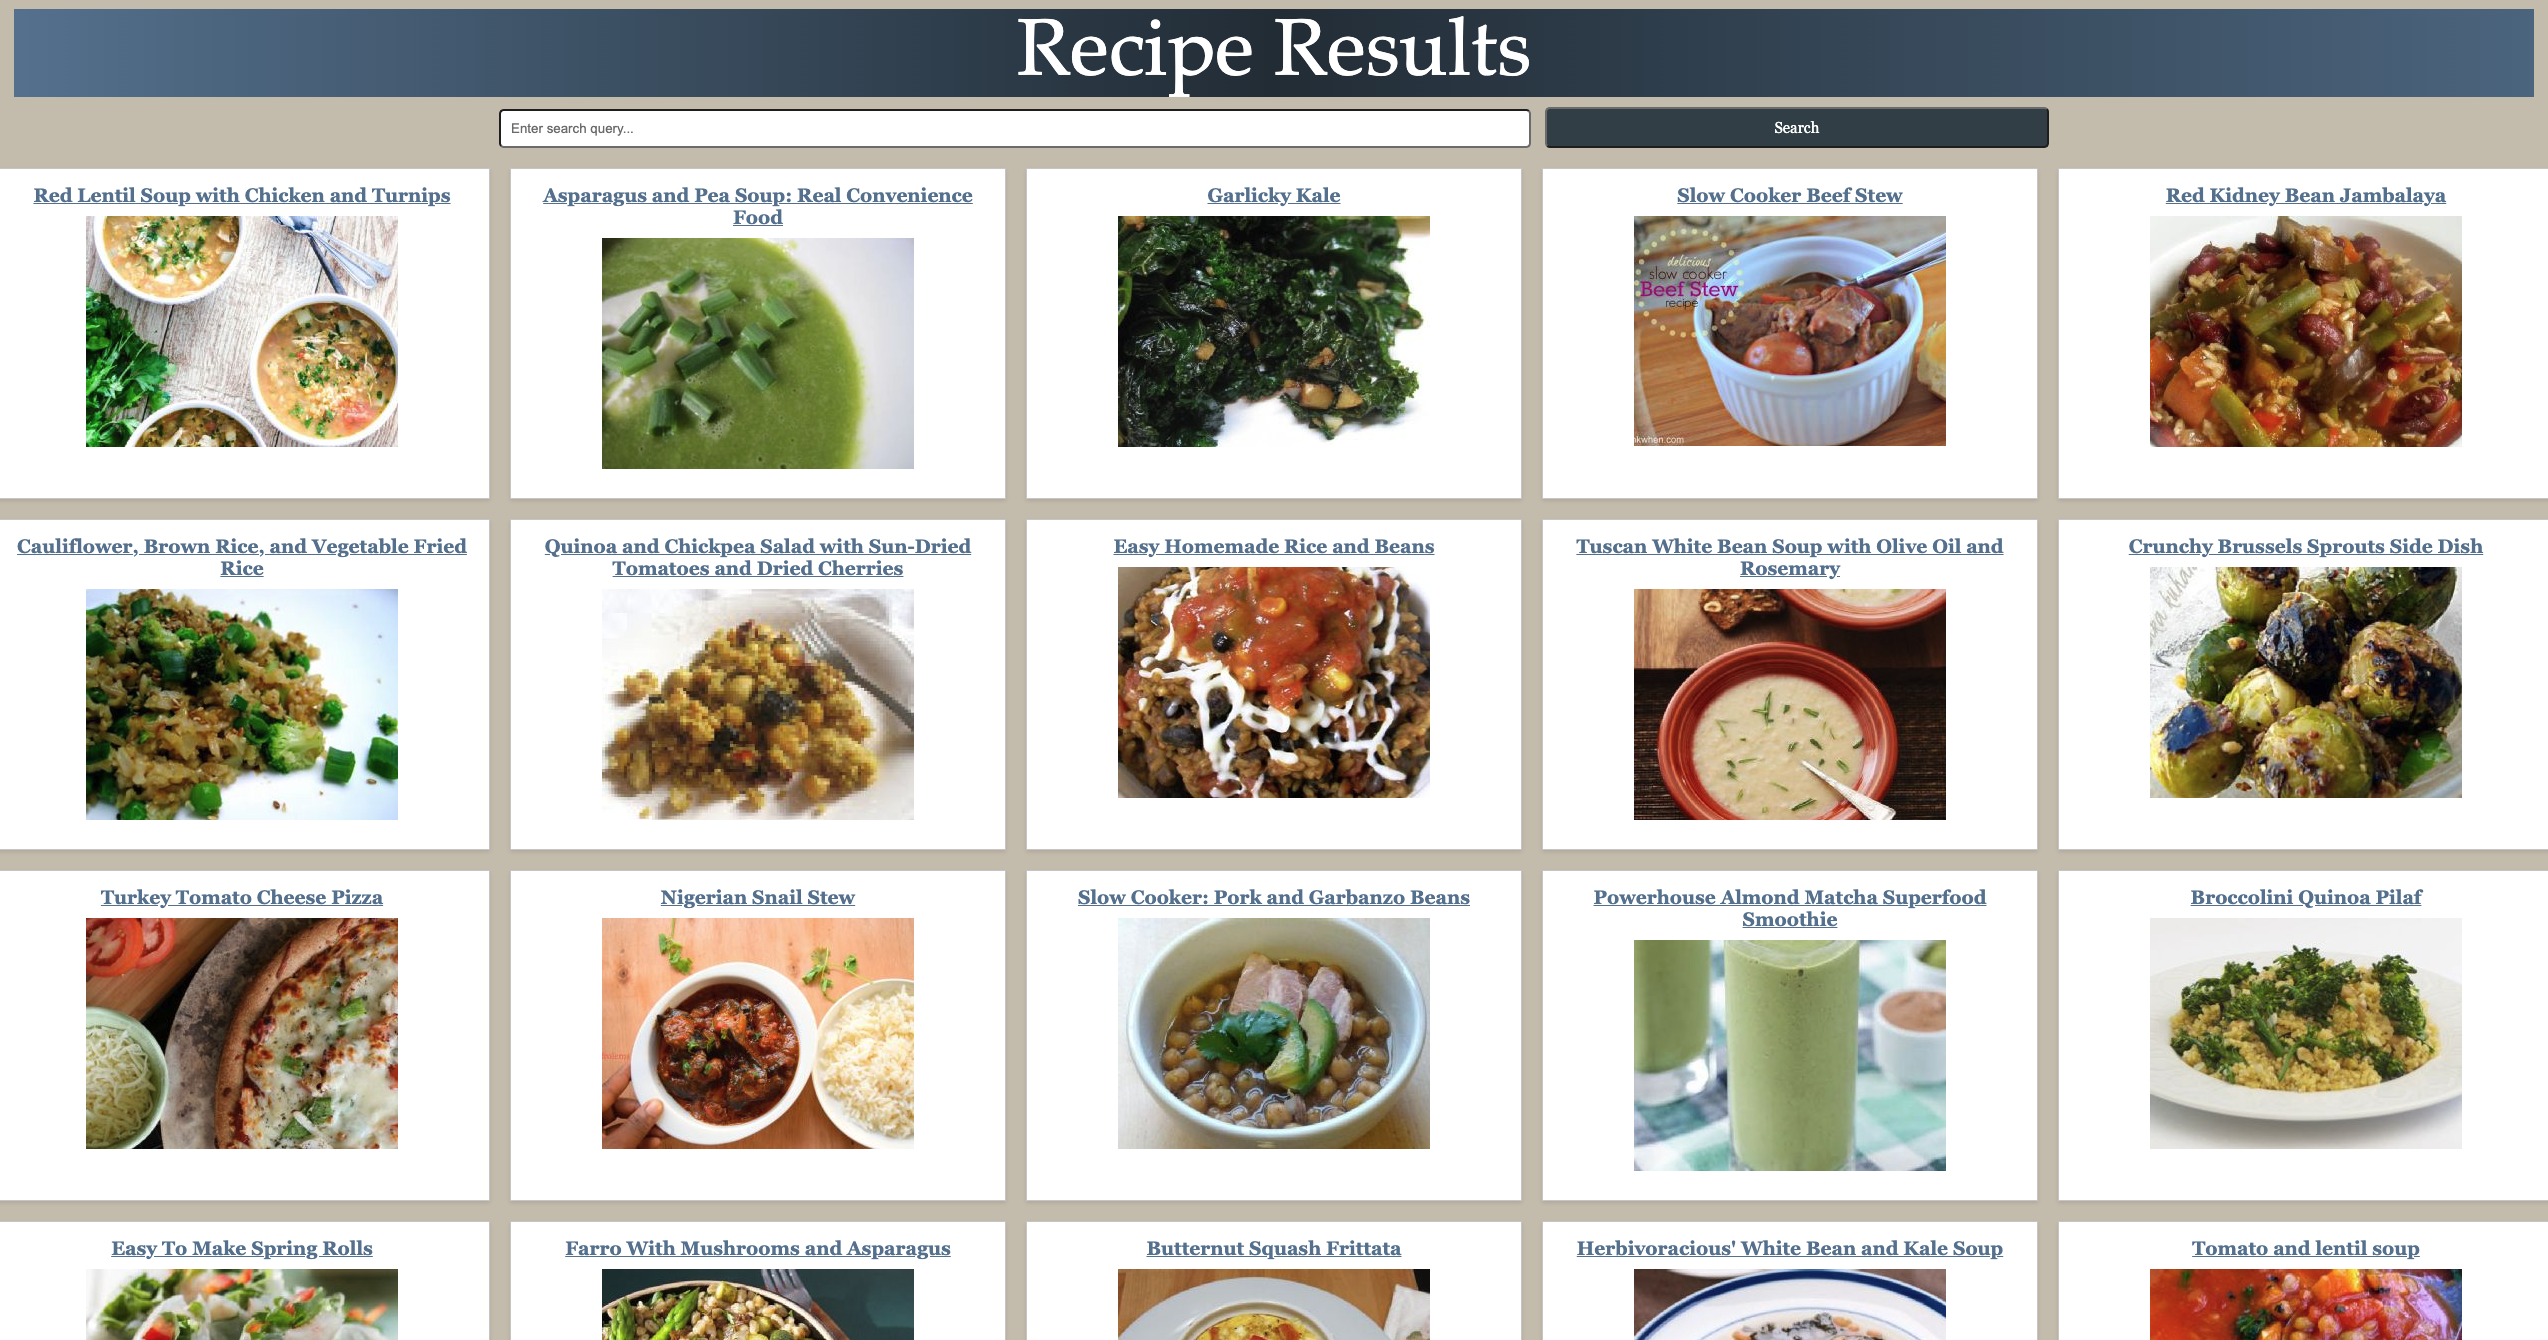 Recipe Results
Enter search query...
Search
Red Lentil Soup with Chicken and Turnips
Asparagus and Pea Soup: Real Convenience
Food
Garlicky Kale
Slow Cooker Beef Stew
delicious
slow cooker
Beef Stew
recipe
nkwhen.com
Red Kidney Bean Jambalaya
Cauliflower, Brown Rice, and Vegetable Fried
Rice
Quinoa and Chickpea Salad with Sun-Dried
Tomatoes and Dried Cherries
Easy Homemade Rice and Beans
Tuscan White Bean Soup with Olive Oil and
Rosemary
Crunchy Brussels Sprouts Side Dish
Turkey Tomato Cheese Pizza
Nigerian Snail Stew
Slow Cooker: Pork and Garbanzo Beans
Powerhouse Almond Matcha Superfood
Smoothie
Broccolini Quinoa Pilaf
Easy To Make Spring Rolls
Farro With Mushrooms and Asparagus
Butternut Squash Frittata
Herbivoracious' White Bean and Kale Soup
Tomato and lentil soup